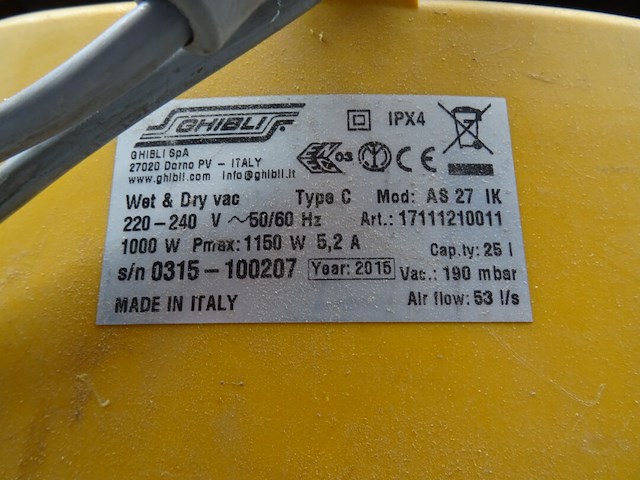 GHIBLI
IPX4
GHIBLI SpA
27020 Dorno PV - ITALY
www.ghibli.com info@ghibli.it
03
CE
Wet & Dry vac Type C Mod: AS 27 IK
220-240 V ~50/60 Hz Art.: 17111210011
1000 W Pmax: 1150 W 5,2 A Cap.ty: 25 l
s/n 0315-100207 Year: 2015 Vac.: 190 mbar
MADE IN ITALY Air flow: 53 l/s